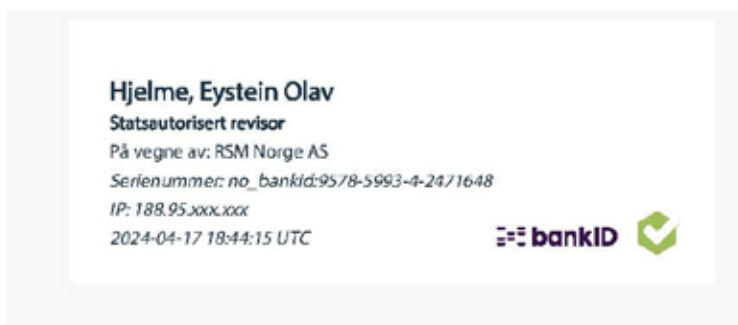 Hjelme, Eystein Olav
Statsautorisert revisor
På vegne av: RSM Norge AS
Serienummer: no_bankid:9578-5993-4-2471648
IP: 188.95.xxx.xxx
2024-04-17 18:44:15 UTC
bankID